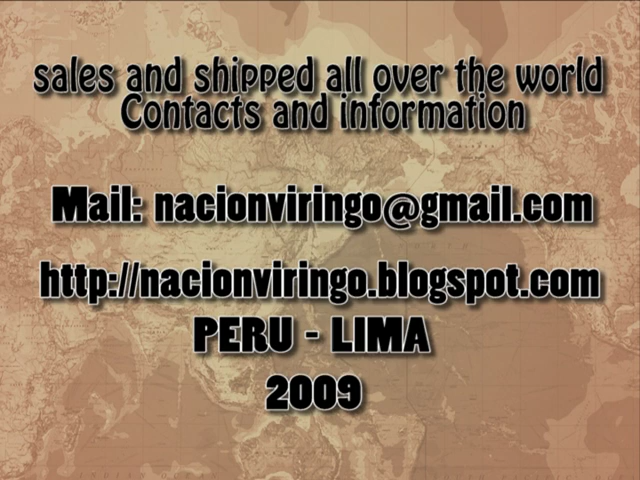 sales and shipped all over the world
Contacts and information
Mail: nacionviringo@gmail.com
http://nacionviringo.blogspot.com
PERU - LIMA
2009